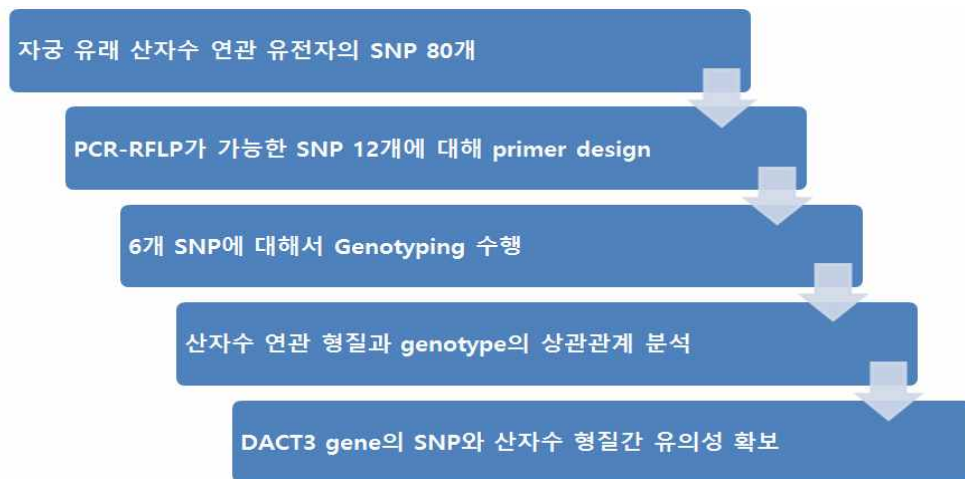 자궁 유래 산자수 연관 유전자의 SNP 80개
PCR-RFLP가 가능한 SNP 12개에 대해 primer design
6개 SNP에 대해서 Genotyping 수행
산자수 연관 형질과 genotype의 상관관계 분석
DACT3 gene의 SNP와 산자수 형질간 유의성 확보